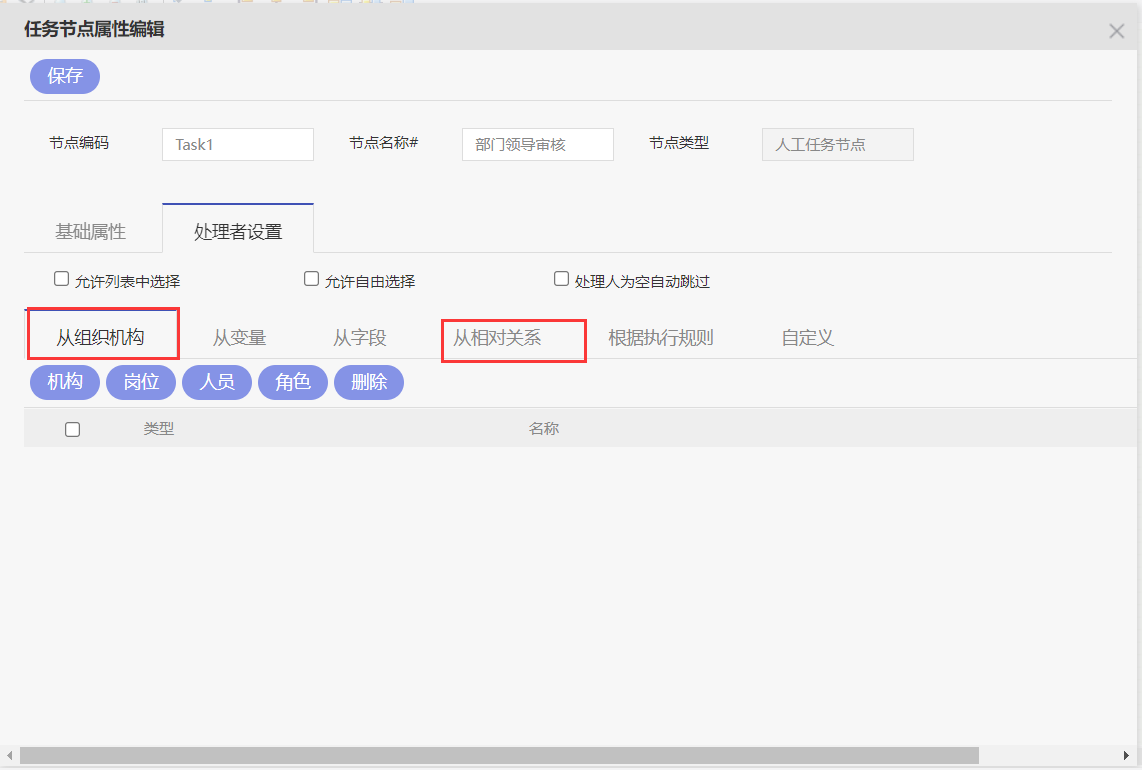 任务节点属性编辑
保存
节点编码 Task1 节点名称# 部门领导审核 节点类型 人工任务节点
基础属性 处理者设置
允许列表中选择 允许自由选择 处理人为空自动跳过
从组织机构 从变量 从字段 从相对关系 根据执行规则 自定义
机构 岗位 人员 角色 删除
类型 名称